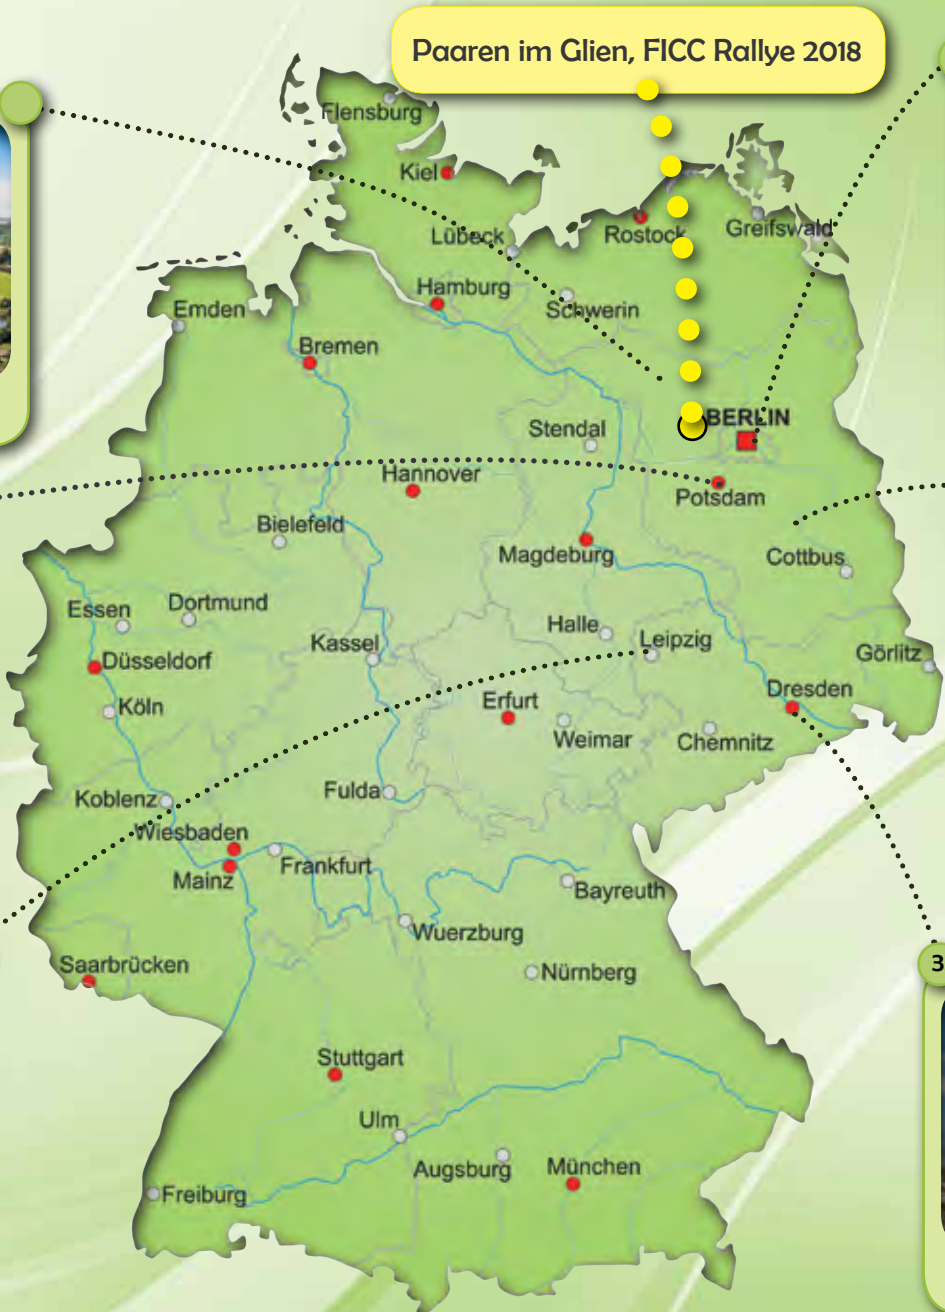 Paaren im Glien, FICC Rallye 2018
Flensburg
Kiel
Lübeck
Rostock
Greifswald
Hamburg
Schwerin
Emden
Bremen
BERLIN
Stendal
Hannover
Potsdam
Bielefeld
Magdeburg
Cottbus
Essen
Dortmund
Halle
Leipzig
Kassel
Görlitz
Düsseldorf
Köln
Erfurt
Dresden
Weimar
Chemnitz
Koblenz
Fulda
Wiesbaden
Mainz
Frankfurt
Bayreuth
Wuerzburg
Saarbrücken
Nürnberg
3
Stuttgart
Ulm
Augsburg
München
Freiburg